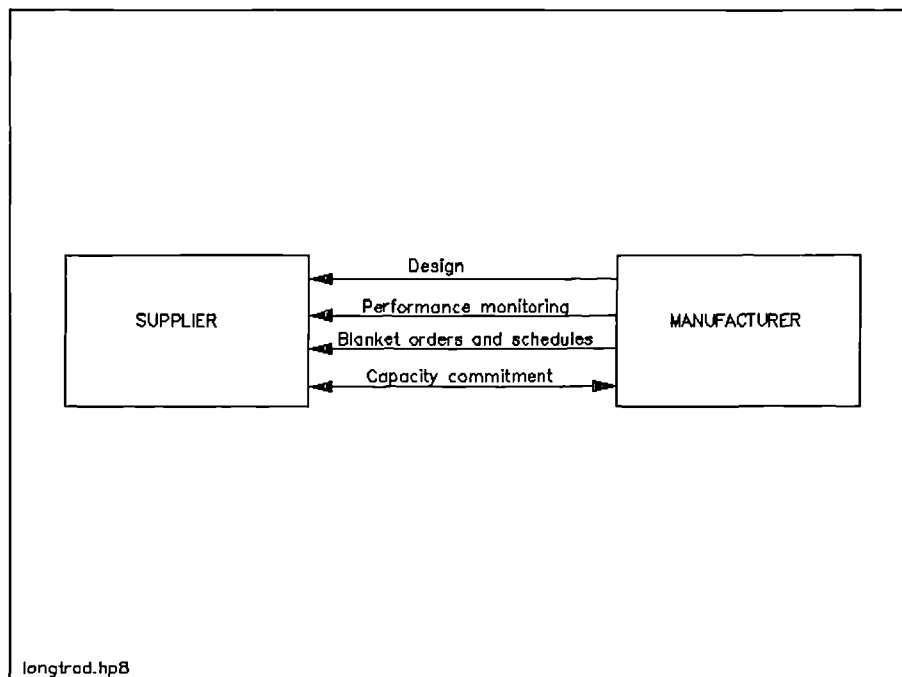 Design
Performance monitoring
SUPPLIER
MANUFACTURER
Blanket orders and schedules
Capacity commitment
longtrad.hp8